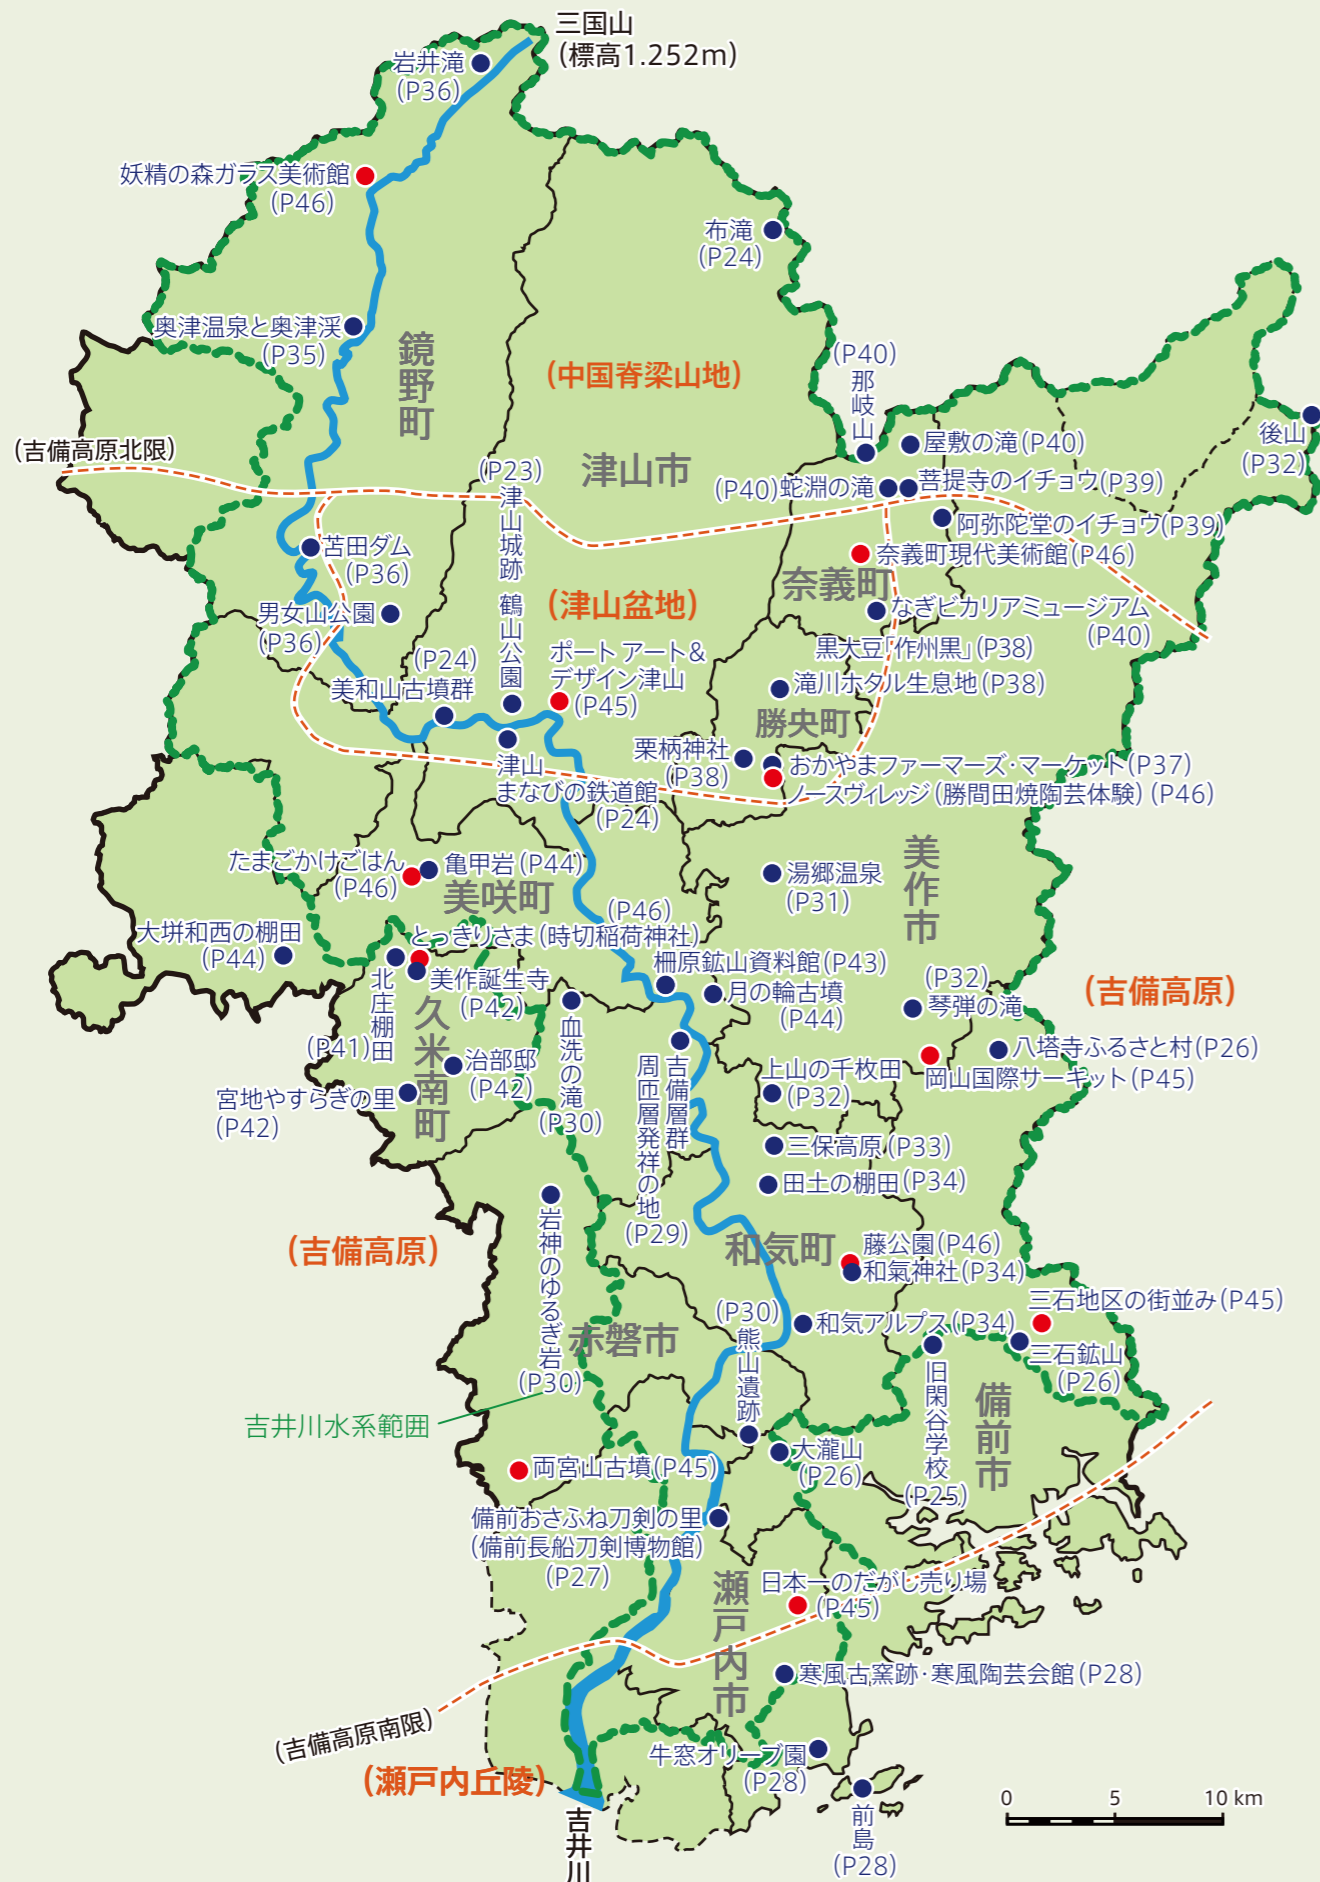 三国山
(標高1.252m)
岩井滝
(P36)
妖精の森ガラス美術館
(P46)
布滝
(P24)
奥津温泉と奥津渓
(P35)
鏡野町
(中国脊梁山地)
(P40)
那岐山
屋敷の滝(P40)
後山
(P32)
(吉備高原北限)
津山市
(P23)
津山城跡 鶴山公園
(P40)蛇淵の滝
菩提寺のイチョウ(P39)
阿弥陀堂のイチョウ(P39)
奈義町現代美術館(P46)
奈義町
苫田ダム
(P36)
男女山公園
(P36)
(津山盆地)
なぎビカリアミュージアム
(P40)
黒大豆「作州黒」(P38)
(P24)
美和山古墳群
ポート アート&
デザイン津山
(P45)
滝川ホタル生息地(P38)
勝央町
栗柄神社
(P38)
津山
まなびの鉄道館
(P24)
おかやまファーマーズ・マーケット(P37)
ノースヴィレッジ(勝間田焼陶芸体験)(P46)
たまごかけごはん
(P46)
亀甲岩(P44)
美咲町
美作市
湯郷温泉
(P31)
大垪和西の棚田
(P44)
(P46)
とっきりさま(時切稲荷神社)
北庄棚田
(P41)
美作誕生寺
(P42)
柵原鉱山資料館(P43)
月の輪古墳
(P44)
(P32)
琴弾の滝
(吉備高原)
久米南町
治部邸
(P42)
宮地やすらぎの里
(P42)
血洗の滝
(P30)
吉備層群
周匝層発祥の地
(P29)
八塔寺ふるさと村(P26)
岡山国際サーキット(P45)
上山の千枚田
(P32)
三保高原(P33)
田土の棚田(P34)
(吉備高原)
岩神のゆるぎ岩
(P30)
和気町
藤公園(P46)
和氣神社(P34)
赤磐市
(P30)
熊山遺跡
和気アルプス(P34)
三石地区の街並み(P45)
三石鉱山
(P26)
旧閑谷学校
(P25)
備前市
吉井川水系範囲
大瀧山
(P26)
両宮山古墳(P45)
備前おさふね刀剣の里
(備前長船刀剣博物館)
(P27)
瀬戸内市
日本一のだがし売り場
(P45)
寒風古窯跡・寒風陶芸会館(P28)
(吉備高原南限)
(瀬戸内丘陵)
牛窓オリーブ園
(P28)
前島
(P28)
吉井川
0 5 10 km